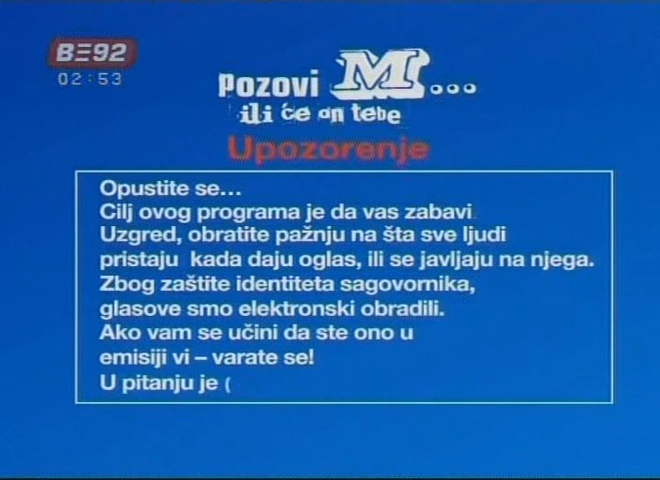 B92
02:53
Pozovi M...
ili će on tebe
Upozorenje
Opustite se...
Cilj ovog programa je da vas zabavi
Uzgred, obratite pažnju na šta sve ljudi
pristaju kada daju oglas, ili se javljaju na njega.
Zbog zaštite identiteta sagovornika,
glasove smo elektronski obradili.
Ako vam se učini da ste ono u
emisiji vi – varate se!
U pitanju je (